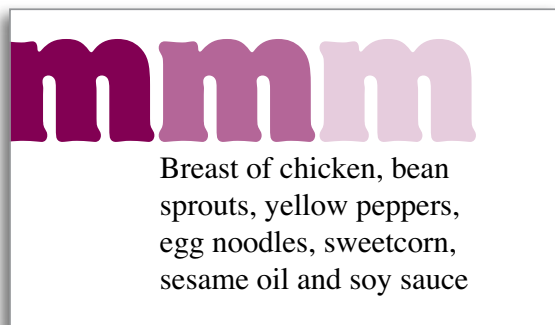 mmm
Breast of chicken, bean
sprouts, yellow peppers,
egg noodles, sweetcorn,
sesame oil and soy sauce